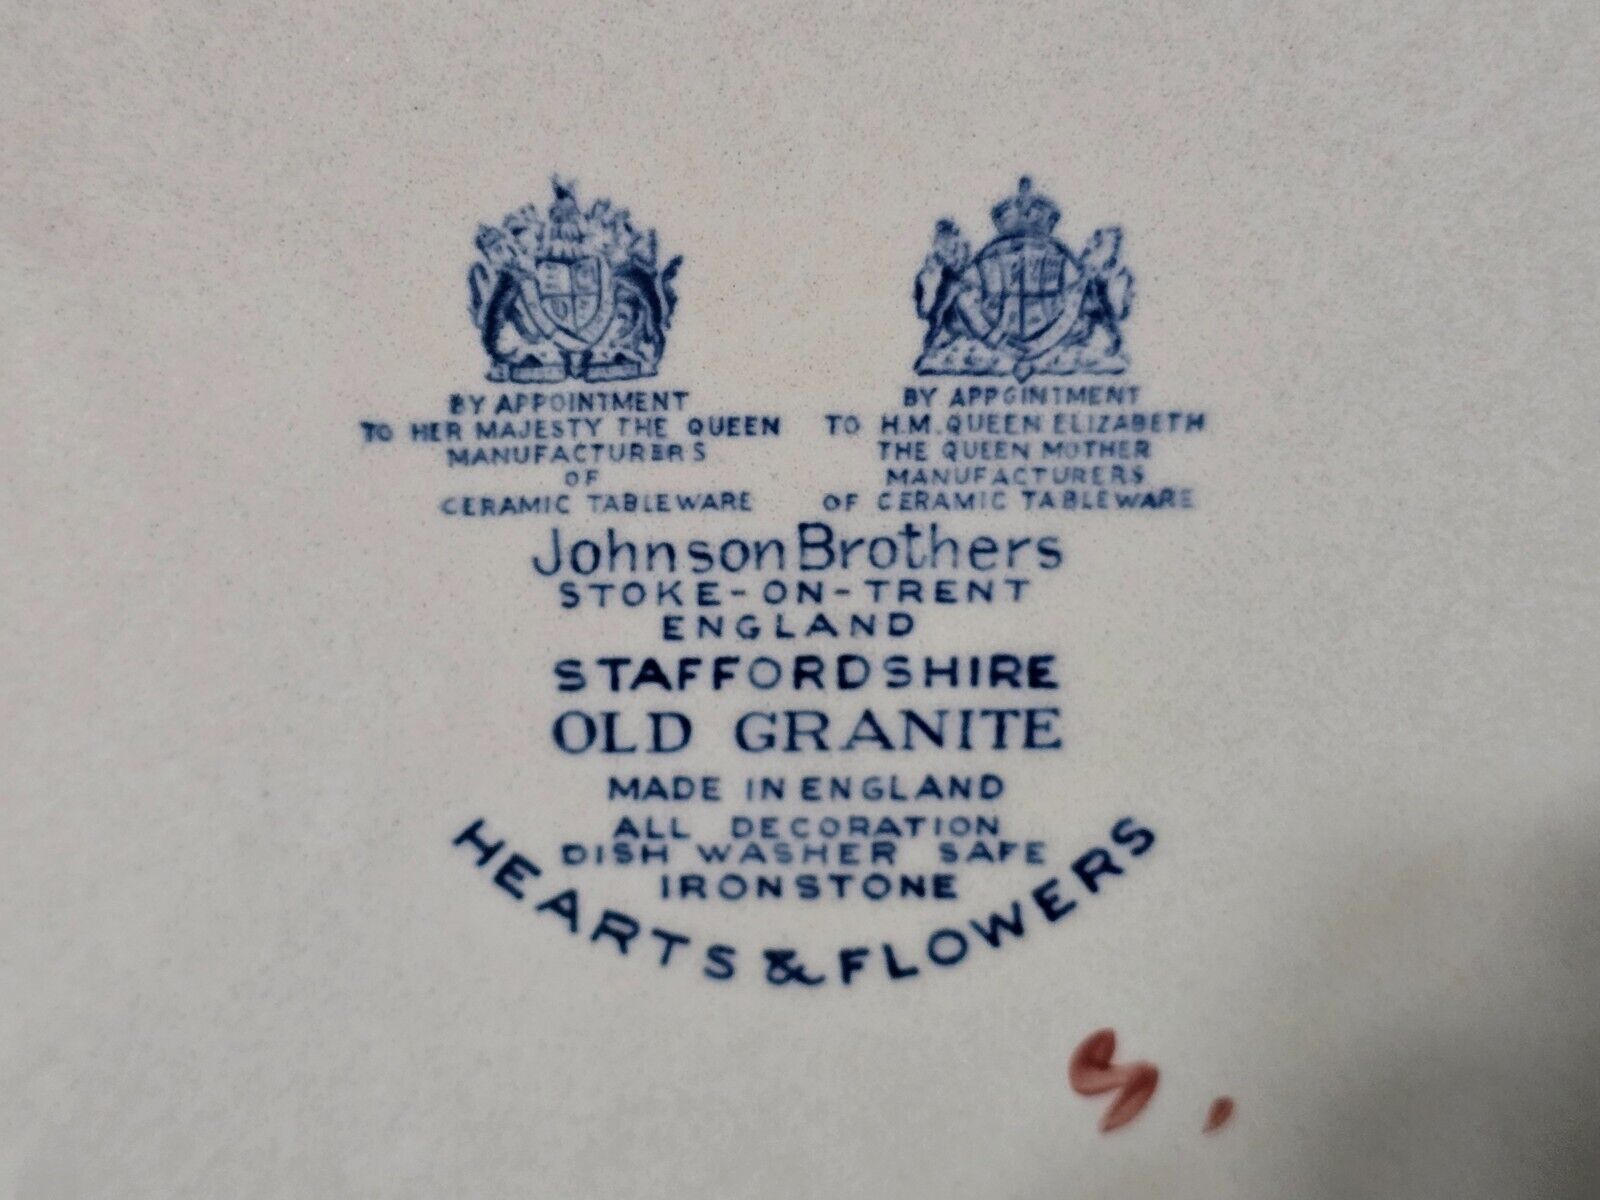 BY APPOINTMENT
TO HER MAJESTY THE QUEEN
MANUFACTURERS
OF
CERAMIC TABLEWARE
BY APPOINTMENT
TO H.M. QUEEN ELIZABETH
THE QUEEN MOTHER
MANUFACTURERS
OF CERAMIC TABLEWARE
Johnson Brothers
STOKE-ON-TRENT
ENGLAND
STAFFORDSHIRE
OLD GRANITE
MADE IN ENGLAND
ALL DECORATION
DISH WASHER SAFE
IRONSTONE
HEARTS & FLOWERS
S.